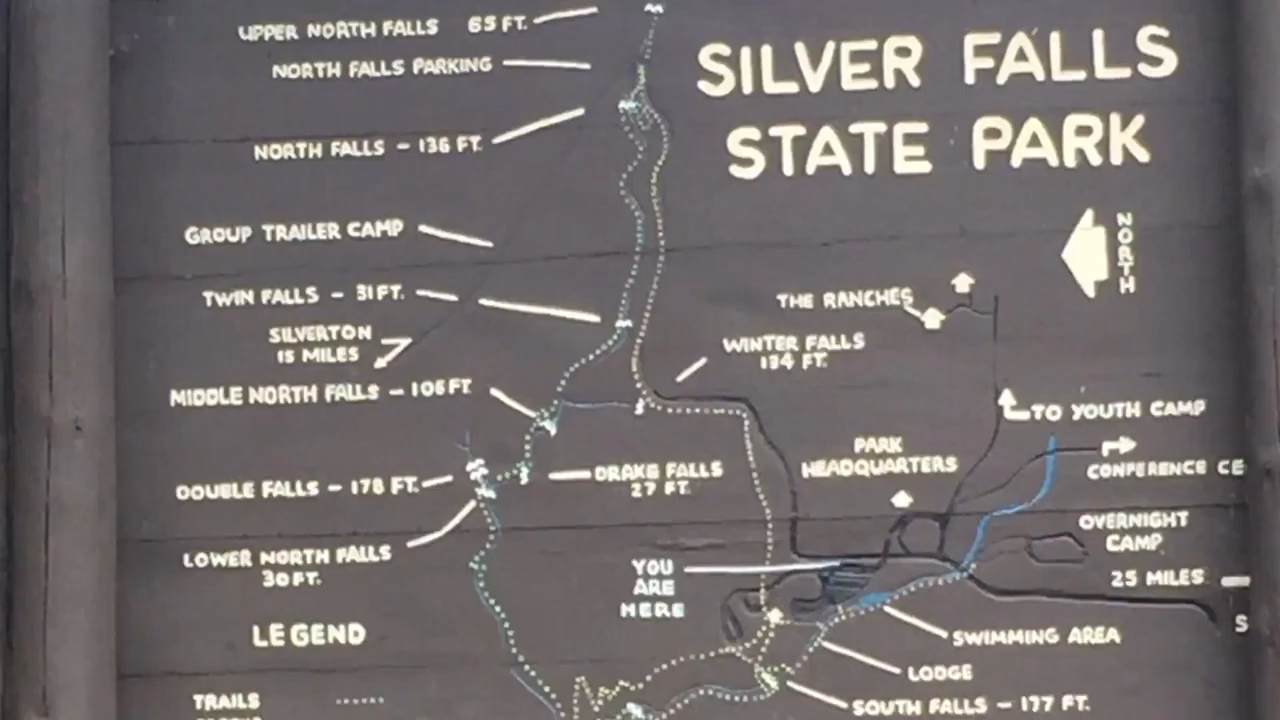 UPPER NORTH FALLS 65 FT.
NORTH FALLS PARKING
SILVER FALLS
STATE PARK
NORTH FALLS - 136 FT.
GROUP TRAILER CAMP
NORTH
TWIN FALLS - 31 FT.
THE RANCHES
SILVERTON
15 MILES
WINTER FALLS
134 FT.
MIDDLE NORTH FALLS - 106 FT.
TO YOUTH CAMP
PARK
HEADQUARTERS
CONFERENCE CE
DOUBLE FALLS - 178 FT.
DRAKE FALLS
27 FT.
OVERNIGHT
CAMP
LOWER NORTH FALLS
30 FT.
YOU
ARE
HERE
25 MILES
S
LEGEND
SWIMMING AREA
LODGE
TRAILS
SOUTH FALLS - 177 FT.